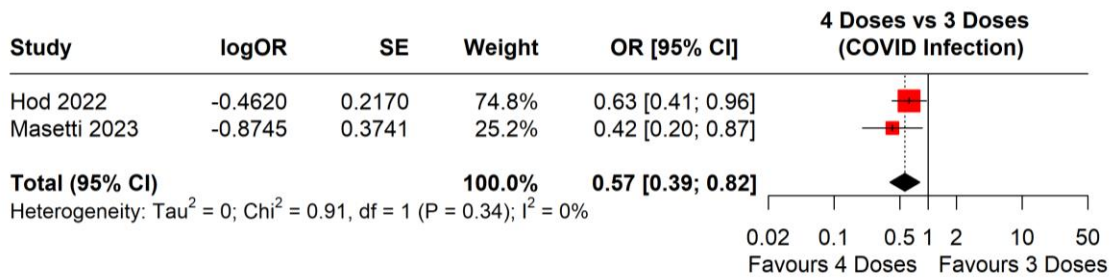 4 Doses vs 3 Doses
Study logOR SE Weight OR [95% CI] (COVID Infection)
Hod 2022 -0.4620 0.2170 74.8% 0.63 [0.41; 0.96]
Masetti 2023 -0.8745 0.3741 25.2% 0.42 [0.20; 0.87]
Total (95% CI) 100.0% 0.57 [0.39; 0.82]
Heterogeneity: Tau² = 0; Chi² = 0.91, df = 1 (P = 0.34); I² = 0%
0.02 0.1 0.5 1 2 10 50
Favours 4 Doses Favours 3 Doses